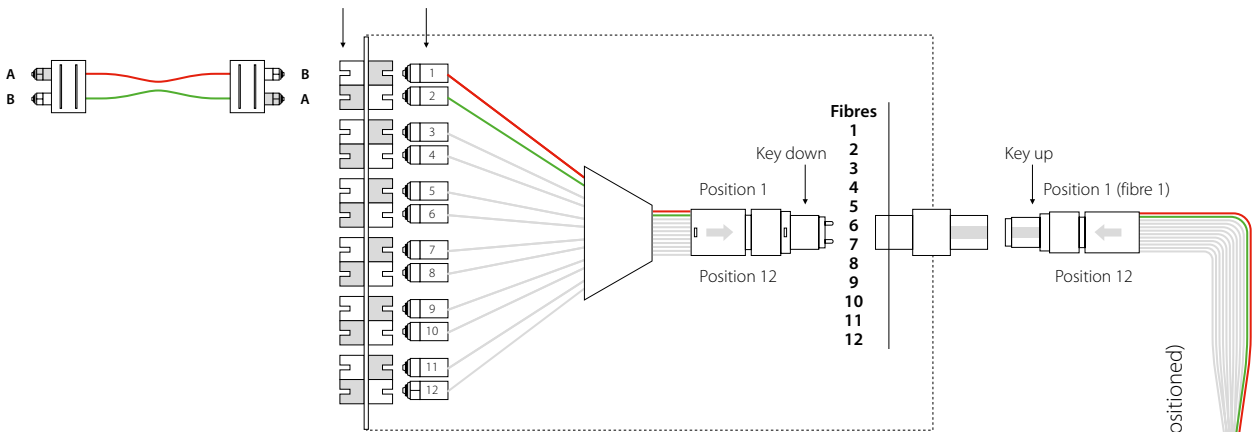 A
B
B
A
1
2
3
4
5
6
7
8
9
10
11
12
Position 1
Position 12
Key down
Fibres
1
2
3
4
5
6
7
8
9
10
11
12
Key up
Position 1 (fibre 1)
Position 12
ositioned)